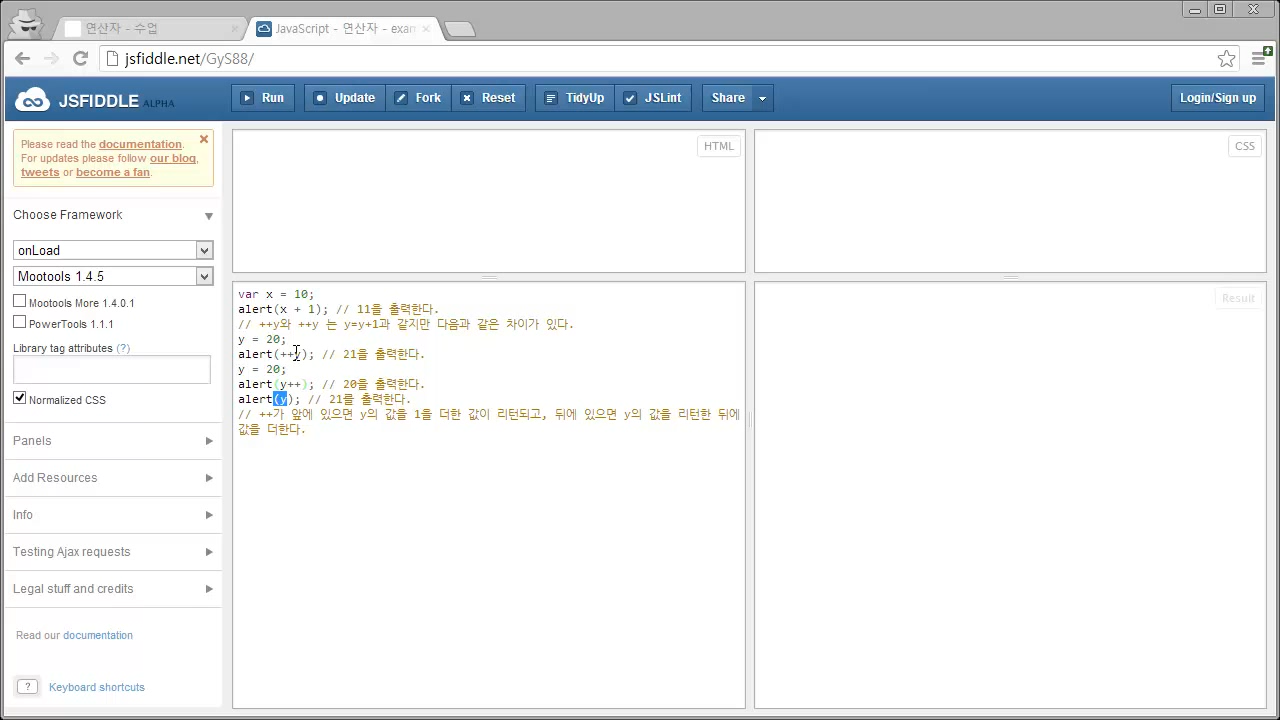 연산자 - 수업
JavaScript - 연산자 - exam
jsfiddle.net/GyS88/
JSFIDDLE ALPHA
Run
Update
Fork
Reset
TidyUp
JSLint
Share
Login/Sign up
Please read the documentation.
For updates please follow our blog,
tweets or become a fan.
Choose Framework
onLoad
Mootools 1.4.5
Mootools More 1.4.0.1
PowerTools 1.1.1
Library tag attributes (?)
Normalized CSS
Panels
Add Resources
Info
Testing Ajax requests
Legal stuff and credits
Read our documentation
? Keyboard shortcuts
HTML
CSS
var x = 10;
alert(x + 1); // 11을 출력한다.
// ++y와 ++y 는 y=y+1과 같지만 다음과 같은 차이가 있다.
y = 20;
alert(++y); // 21을 출력한다.
y = 20;
alert(y++); // 20을 출력한다.
alert(y); // 21를 출력한다.
// ++가 앞에 있으면 y의 값을 1을 더한 값이 리턴되고, 뒤에 있으면 y의 값을 리턴한 뒤에
값을 더한다.
Result